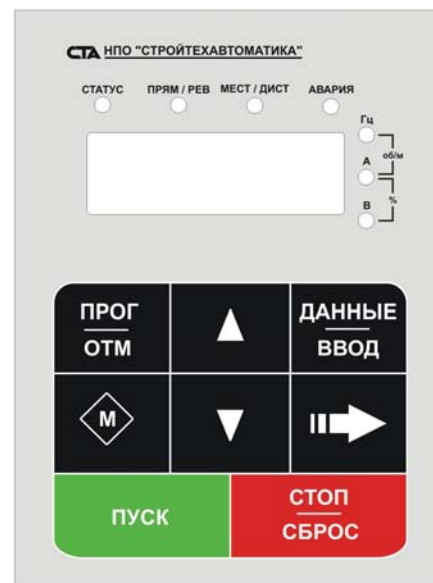 СТА НПО "СТРОЙТЕХАВТОМАТИКА"
СТАТУС ПРЯМ / РЕВ МЕСТ / ДИСТ АВАРИЯ
Гц
об/м
А
%
В
ПРОГ
ОТМ
ДАННЫЕ
ВВОД
М
ПУСК
СТОП
СБРОС